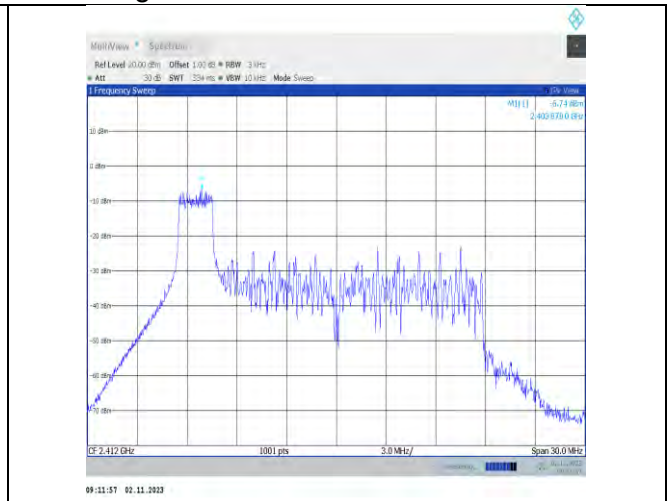 MultiView Spectrum
Ref Level 20.00 dBm Offset 1.00 dB RBW 3 kHz
Att 30 dB SWT VBW 10 kHz Mode Sweep
1 Frequency Sweep
M1[1] -6.74 dBm
10 dBm
0 dBm
-10 dBm
-20 dBm
-30 dBm
-40 dBm
-50 dBm
-60 dBm
-70 dBm
CF 2.412 GHz 1001 pts 3.0 MHz/ Span 30.0 MHz
09:11:57 02.11.2023